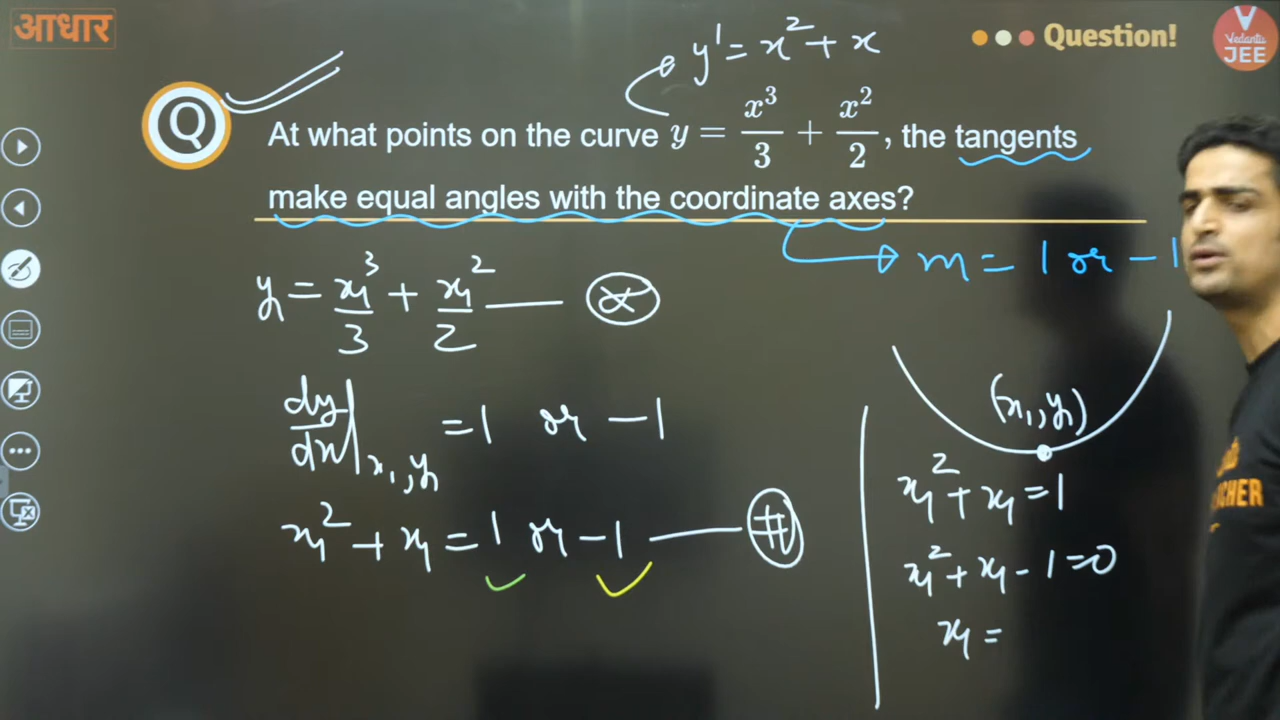 आधार
Question!
Vedantu
JEE
y' = x² + x
Q
At what points on the curve y = x³/3 + x²/2, the tangents
make equal angles with the coordinate axes?
m = 1 or -1
y₁ = x₁³/3 + x₁²/2 —— *
dy/dx|x₁,y₁ = 1 or -1
x₁² + x₁ = 1 or -1 —— #
(x₁, y₁)
x₁² + x₁ = 1
x₁² + x₁ - 1 = 0
x₁ =